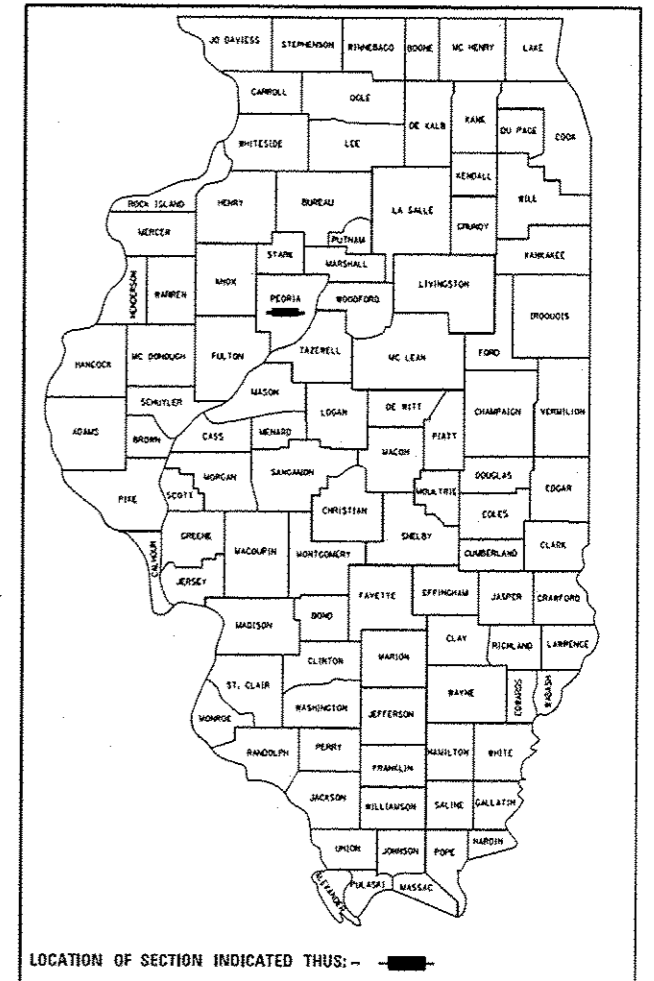 JO DAVIESS STEPHENSON WINNEBAGO BOONE MC HENRY LAKE
CARROLL OGLE DE KALB KANE DU PAGE COOK
WHITESIDE LEE
KENDALL
ROCK ISLAND HENRY BUREAU LA SALLE GRUNDY WILL
MERCER PUTNAM
STARK MARSHALL KANKAKEE
HENDERSON WARREN KNOX PEORIA WOODFORD LIVINGSTON IROQUOIS
HANCOCK MC DONOUGH FULTON TAZEWELL MC LEAN FORD
MASON
SCHUYLER LOGAN DE WITT CHAMPAIGN VERMILION
ADAMS BROWN CASS MENARD MACON PIATT
PIKE SCOTT MORGAN SANGAMON MOULTRIE DOUGLAS EDGAR
CHRISTIAN COLES
CALHOUN GREENE MACOUPIN MONTGOMERY SHELBY CUMBERLAND CLARK
JERSEY
FAYETTE EFFINGHAM JASPER CRAWFORD
MADISON BOND
CLAY RICHLAND LAWRENCE
CLINTON MARION
ST. CLAIR WAYNE EDWARDS WABASH
MONROE WASHINGTON JEFFERSON
RANDOLPH PERRY HAMILTON WHITE
FRANKLIN
JACKSON WILLIAMSON SALINE GALLATIN
UNION JOHNSON POPE HARDIN
ALEXANDER PULASKI MASSAC
LOCATION OF SECTION INDICATED THUS:-